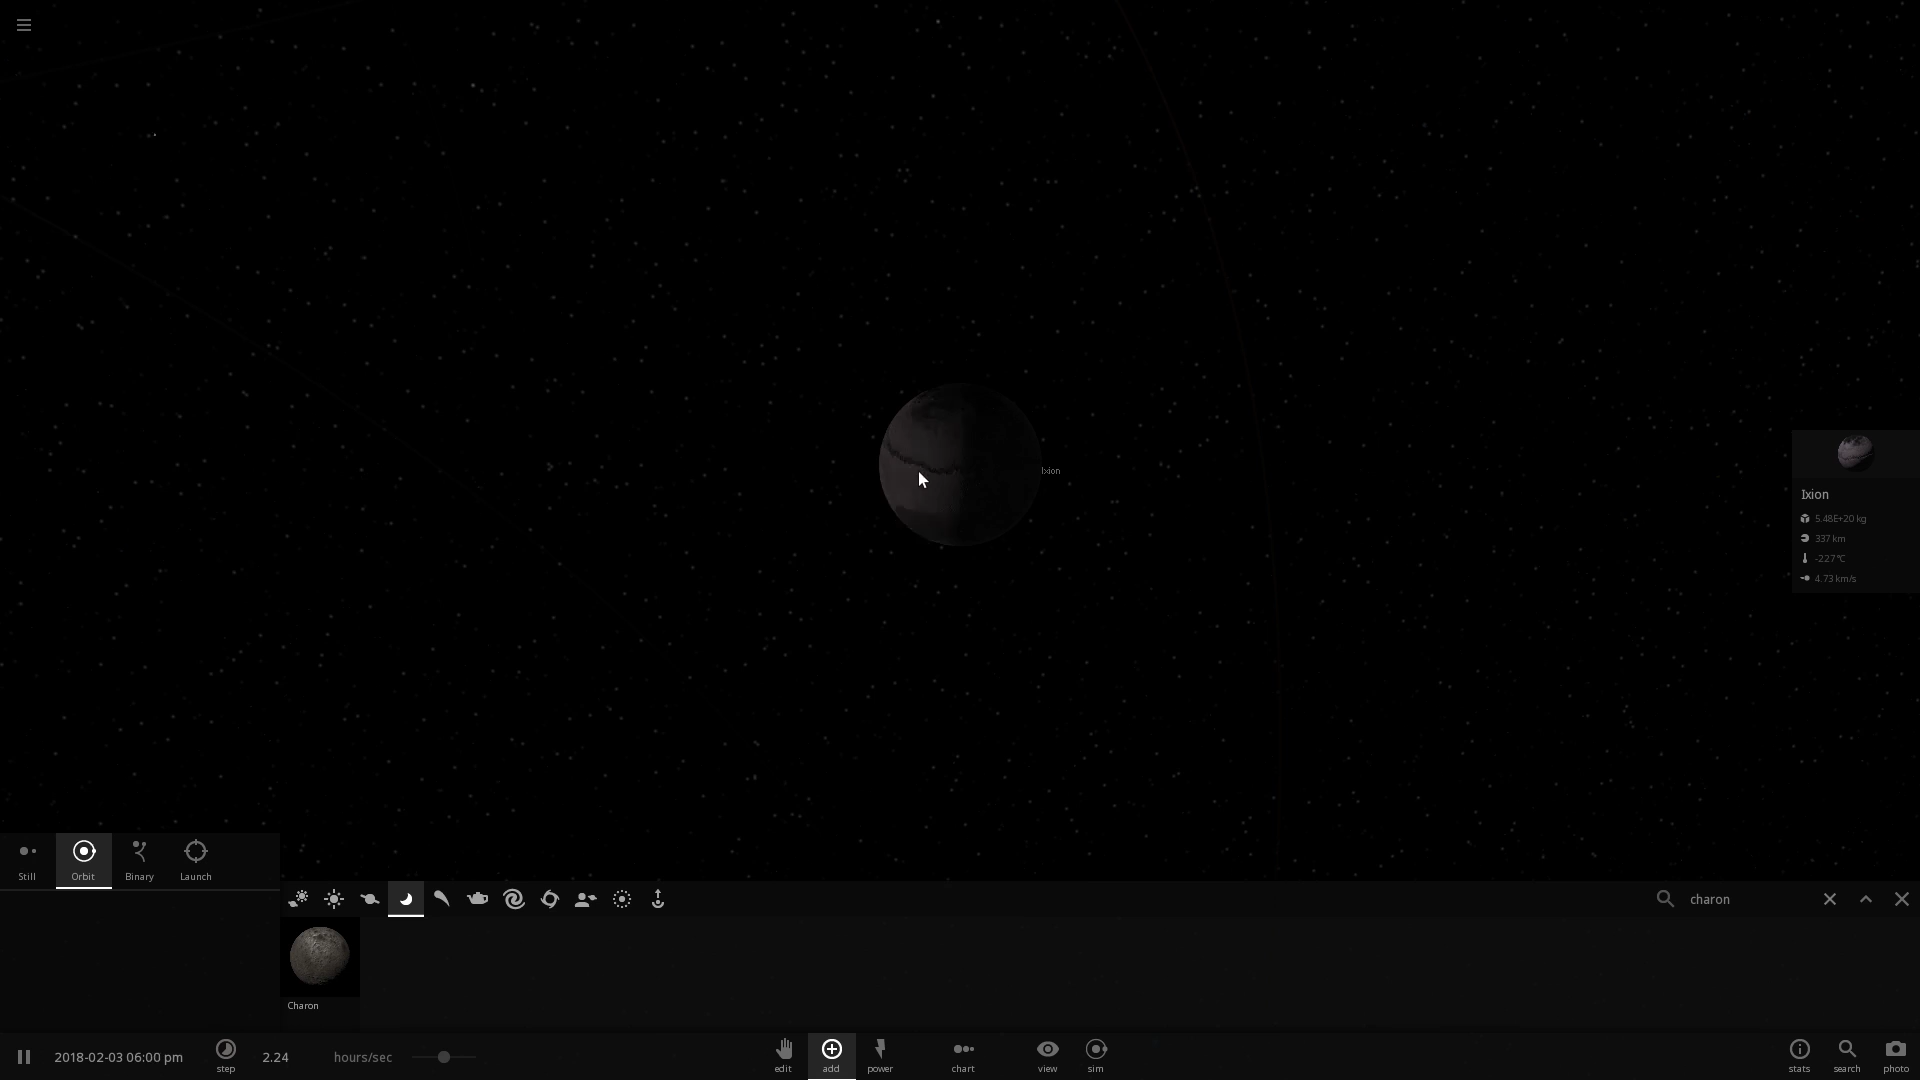 Ixion
Ixion
5.48E+20 kg
337 km
-227 °C
4.73 km/s
Still
Orbit
Binary
Launch
charon
Charon
2018-02-03 06:00 pm
step
2.24
hours/sec
edit
add
power
chart
view
sim
stats
search
photo